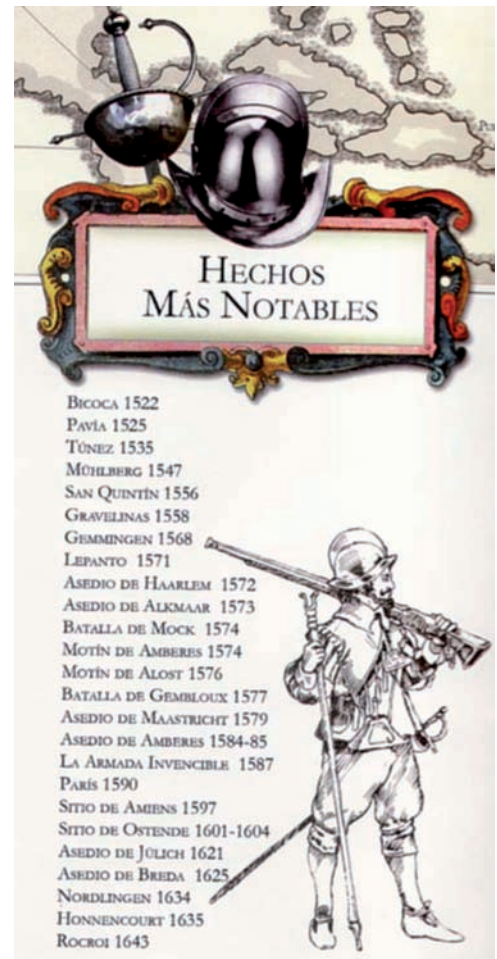 HECHOS
MÁS NOTABLES
BICOCA 1522
PAVÍA 1525
TÚNEZ 1535
MÜHLBERG 1547
SAN QUINTÍN 1556
GRAVELINAS 1558
GEMMINGEN 1568
LEPANTO 1571
ASEDIO DE HAARLEM 1572
ASEDIO DE ALKMAAR 1573
BATALLA DE MOCK 1574
MOTÍN DE AMBERES 1574
MOTÍN DE ALOST 1576
BATALLA DE GEMBLOUX 1577
ASEDIO DE MAASTRICHT 1579
ASEDIO DE AMBERES 1584-85
LA ARMADA INVENCIBLE 1587
PARÍS 1590
SITIO DE AMIENS 1597
SITIO DE OSTENDE 1601-1604
ASEDIO DE JÜLICH 1621
ASEDIO DE BREDA 1625
NORDLINGEN 1634
HONNENCOURT 1635
ROCROI 1643